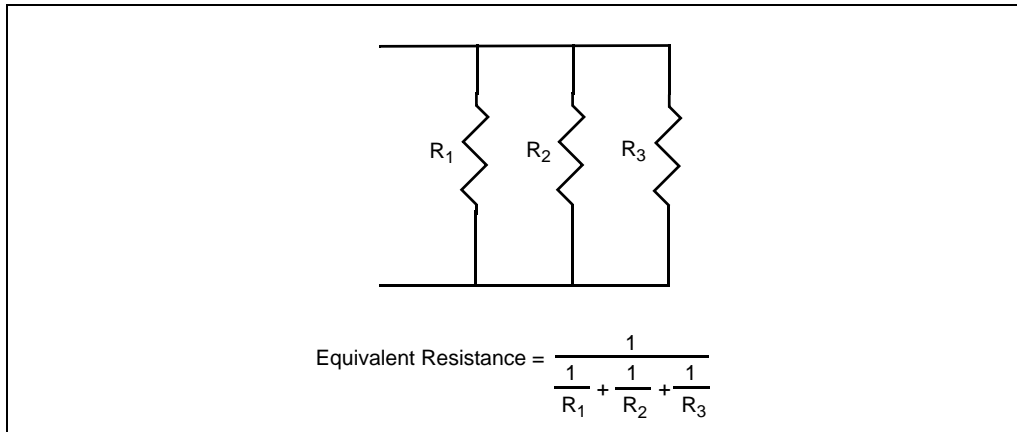 R1 R2 R3
Equivalent Resistance = 1
1 + 1 + 1
R1 R2 R3